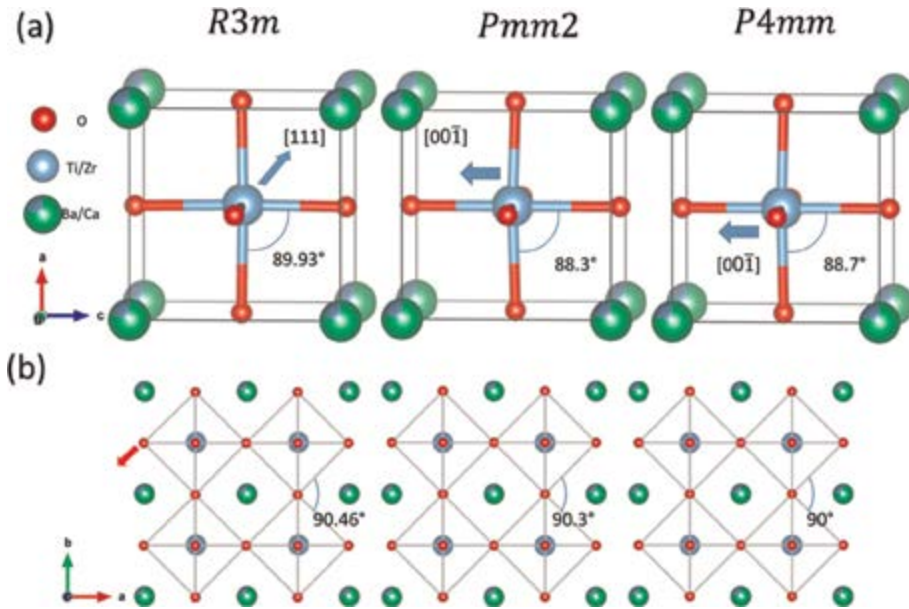 (a)
R3m
Pmm2
P4mm
O
Ti/Zr
Ba/Ca
[111]
[001̄]
[001̄]
89.93°
88.3°
88.7°
a
b
c
(b)
90.46°
90.3°
90°
b
a